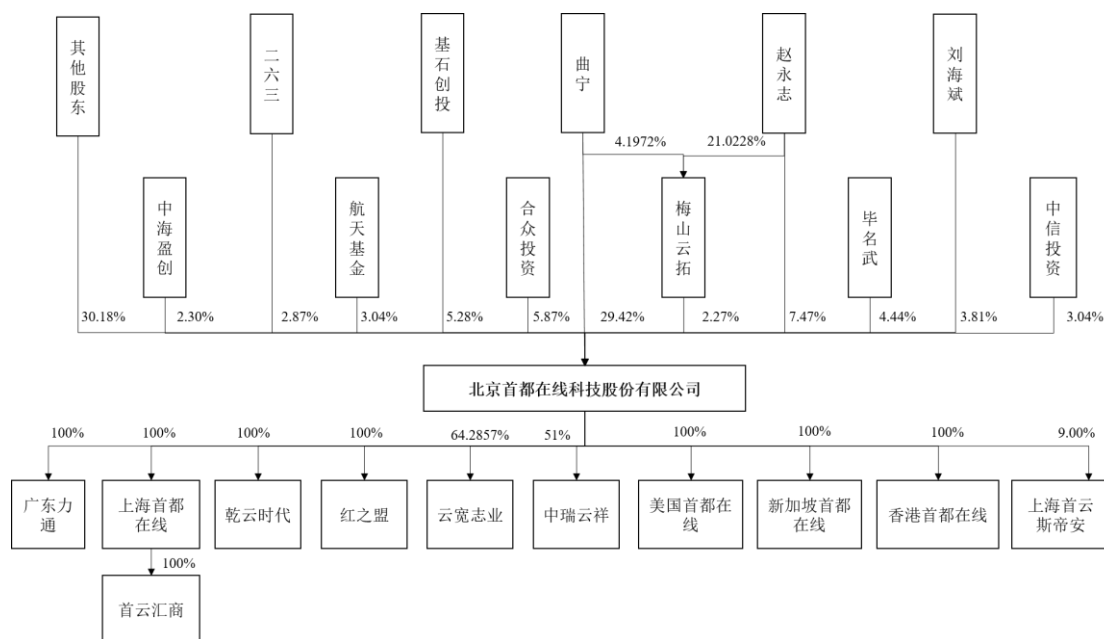 其他股东
二六三
基石创投
曲宁
赵永志
刘海斌
4.1972%
21.0228%
中海盈创
航天基金
合众投资
梅山云拓
毕名武
中信投资
30.18%
2.30%
2.87%
3.04%
5.28%
5.87%
29.42%
2.27%
7.47%
4.44%
3.81%
3.04%
北京首都在线科技股份有限公司
100%
100%
100%
100%
64.2857%
51%
100%
100%
100%
9.00%
广东力
通
上海首都
在线
乾云时代
红之盟
云宽志业
中瑞云祥
美国首都在
线
新加坡首都
在线
香港首都在线
上海首云
斯帝安
100%
首云汇商